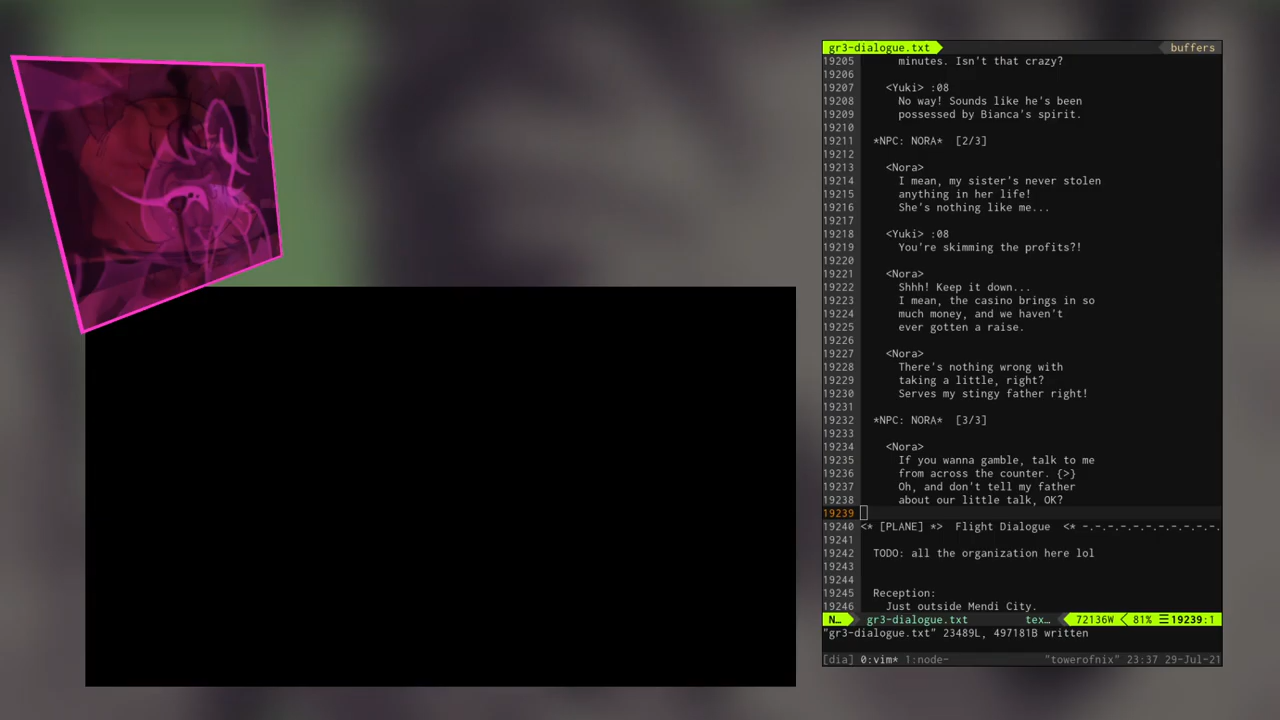 gr3-dialogue.txt buffers
19205 minutes. Isn't that crazy?
19206
19207 <Yuki> :08
19208 No way! Sounds like he's been
19209 possessed by Bianca's spirit.
19210
19211 *NPC: NORA* [2/3]
19212
19213 <Nora>
19214 I mean, my sister's never stolen
19215 anything in her life!
19216 She's nothing like me...
19217
19218 <Yuki> :08
19219 You're skimming the profits?!
19220
19221 <Nora>
19222 Shhh! Keep it down...
19223 I mean, the casino brings in so
19224 much money, and we haven't
19225 ever gotten a raise.
19226
19227 <Nora>
19228 There's nothing wrong with
19229 taking a little, right?
19230 Serves my stingy father right!
19231
19232 *NPC: NORA* [3/3]
19233
19234 <Nora>
19235 If you wanna gamble, talk to me
19236 from across the counter. {>}
19237 Oh, and don't tell my father
19238 about our little talk, OK?
19239
19240 <* [PLANE] *> Flight Dialogue <* -.-.-.-.-.-.-.-.-.-.-.
19241
19242 TODO: all the organization here lol
19243
19244
19245 Reception:
19246 Just outside Mendi City.
N… gr3-dialogue.txt tex… 72136W 81% ☰19239:1
"gr3-dialogue.txt" 23489L, 497181B written
[dia] 0:vim* 1:node- "towerofnix" 23:37 29-Jul-21